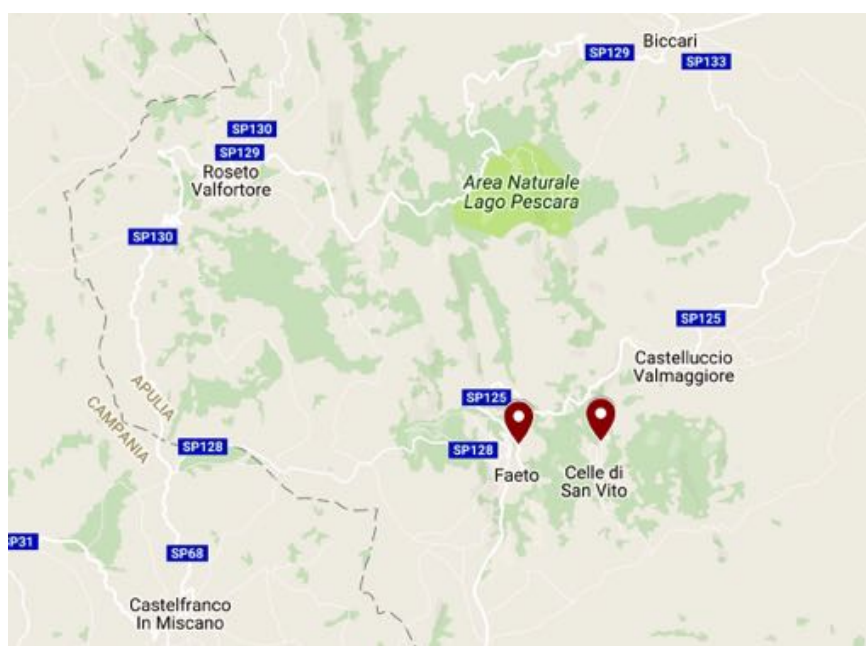 Biccari
SP129
SP133
SP130
SP129
Roseto
Valfortore
Area Naturale
Lago Pescara
SP130
SP125
Castelluccio
Valmaggiore
APULIA
CAMPANIA
SP125
SP128
SP128
Faeto
Celle di
San Vito
SP31
SP68
Castelfranco
In Miscano